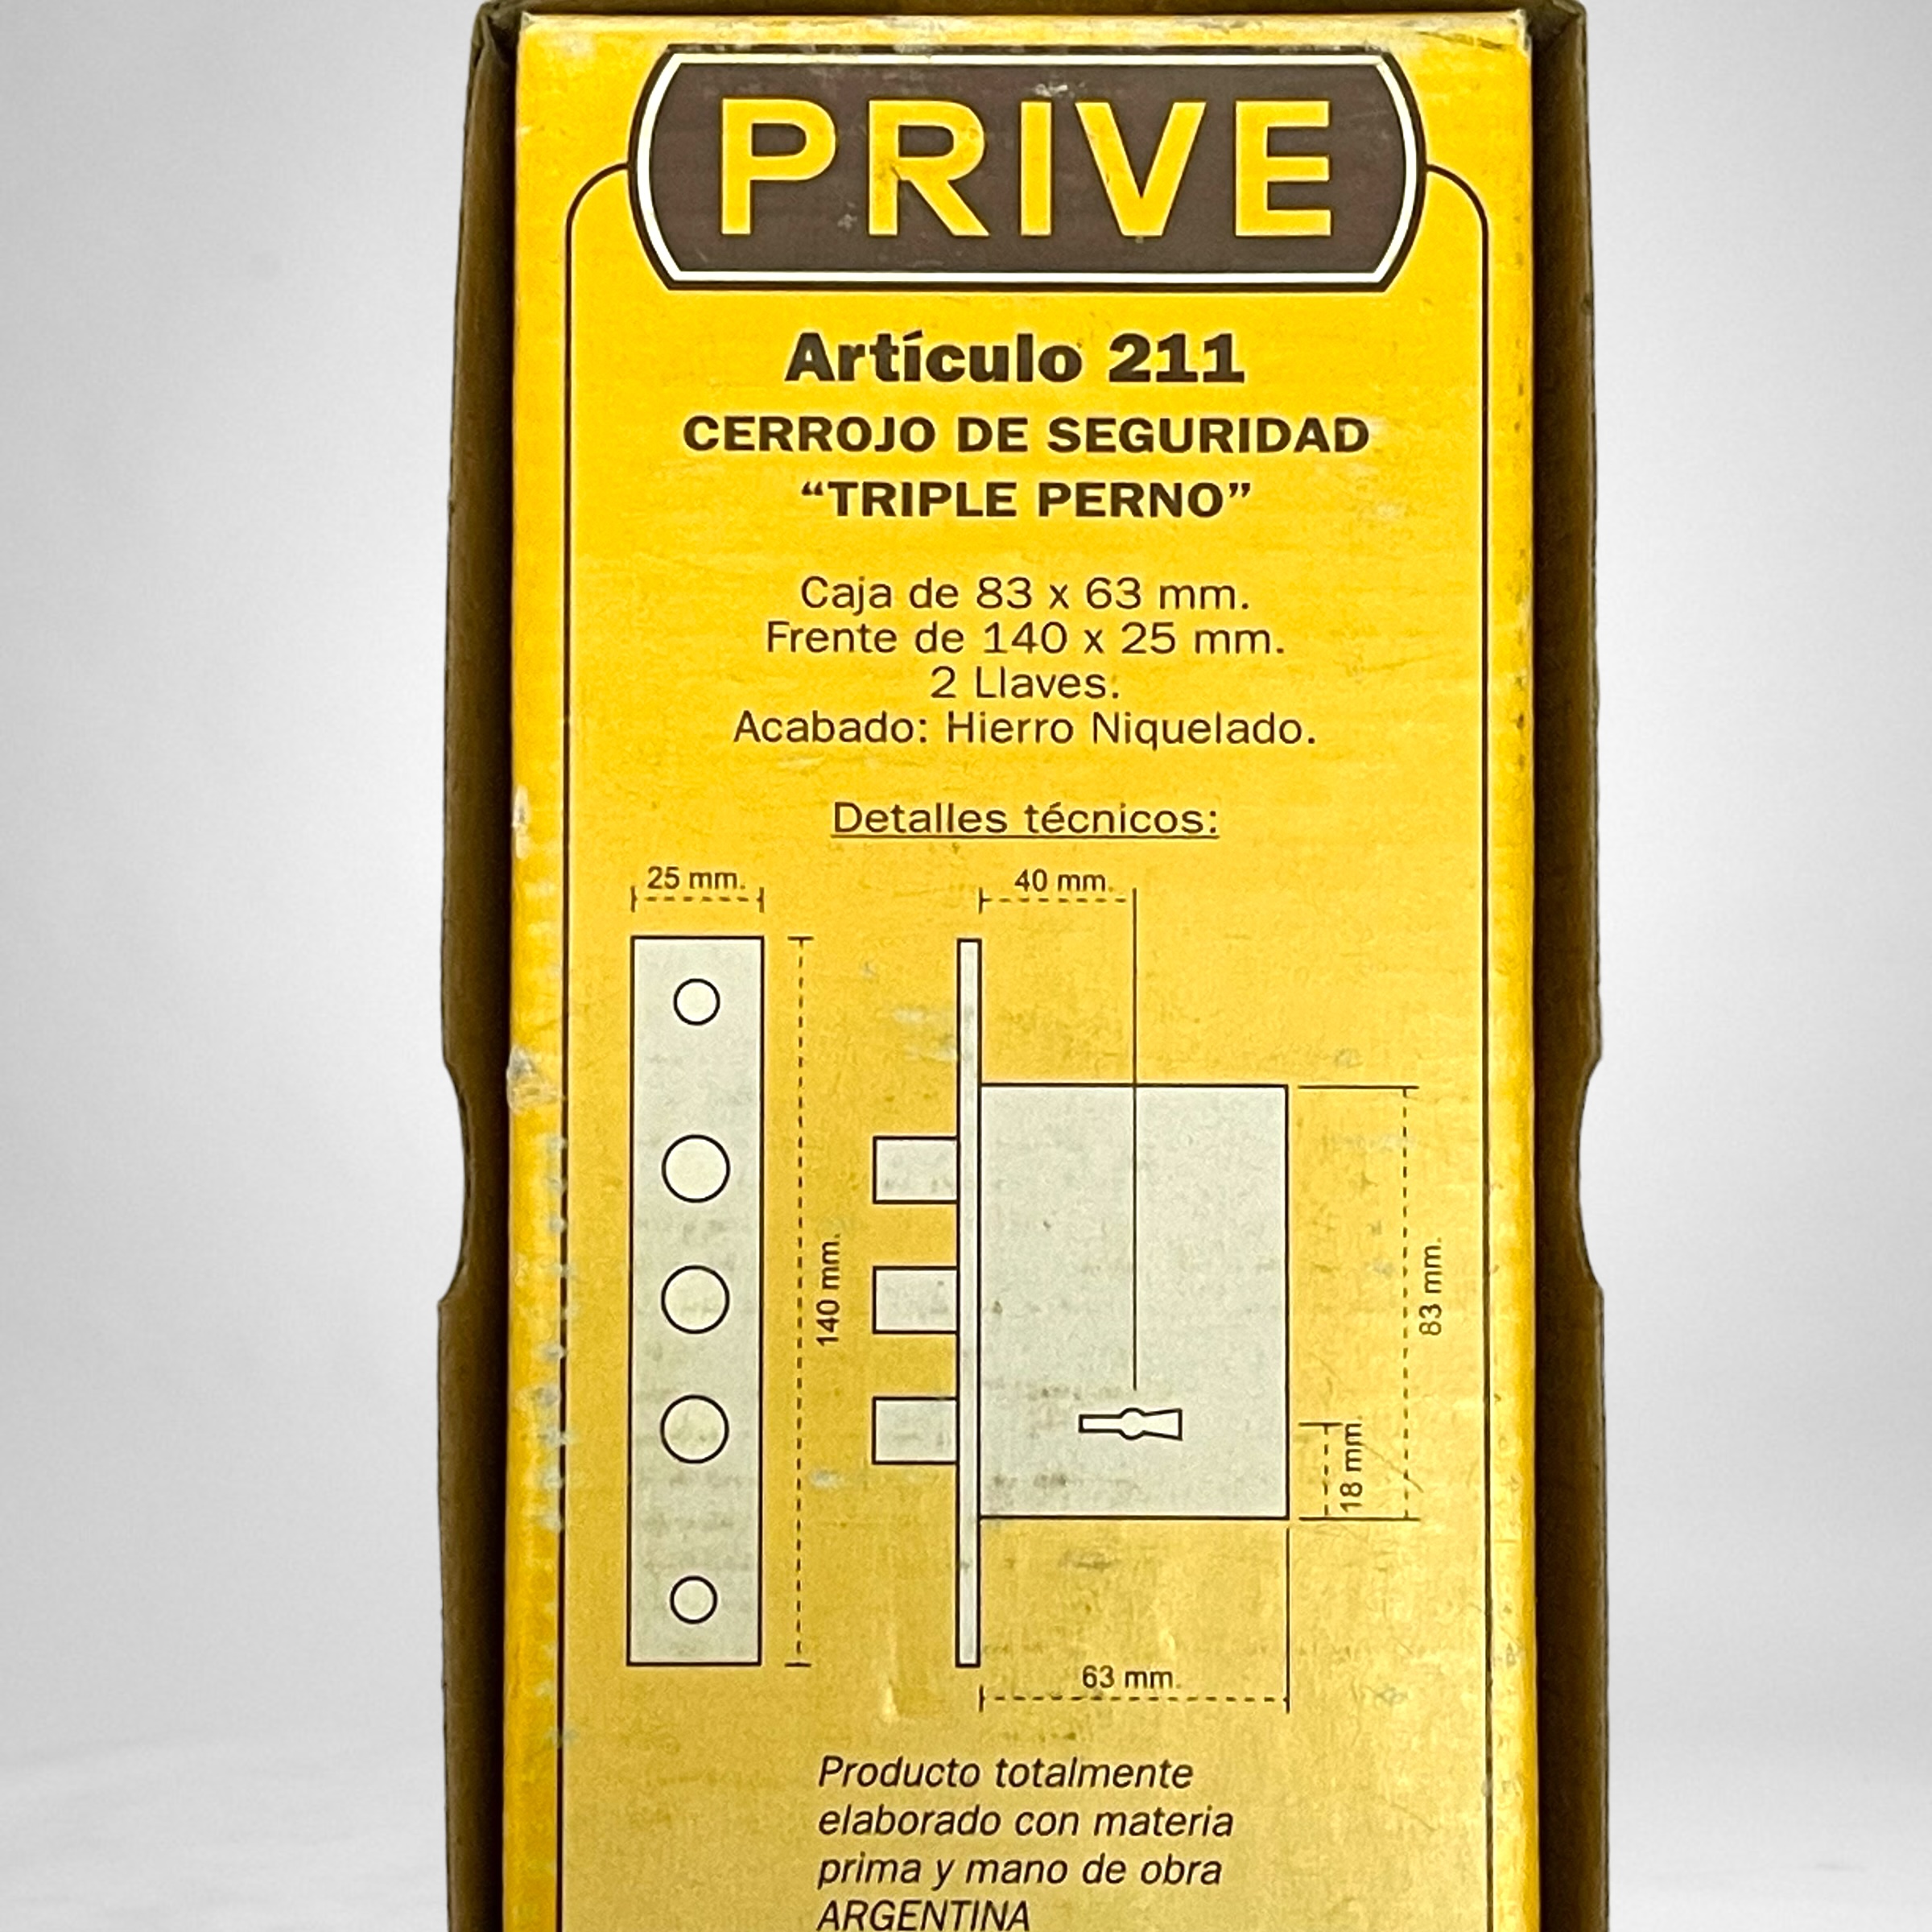 PRIVE
Artículo 211
CERROJO DE SEGURIDAD
“TRIPLE PERNO”
Caja de 83 x 63 mm.
Frente de 140 x 25 mm.
2 Llaves.
Acabado: Hierro Niquelado.
Detalles técnicos:
25 mm.
40 mm.
140 mm.
83 mm.
18 mm.
63 mm.
Producto totalmente
elaborado con materia
prima y mano de obra
ARGENTINA